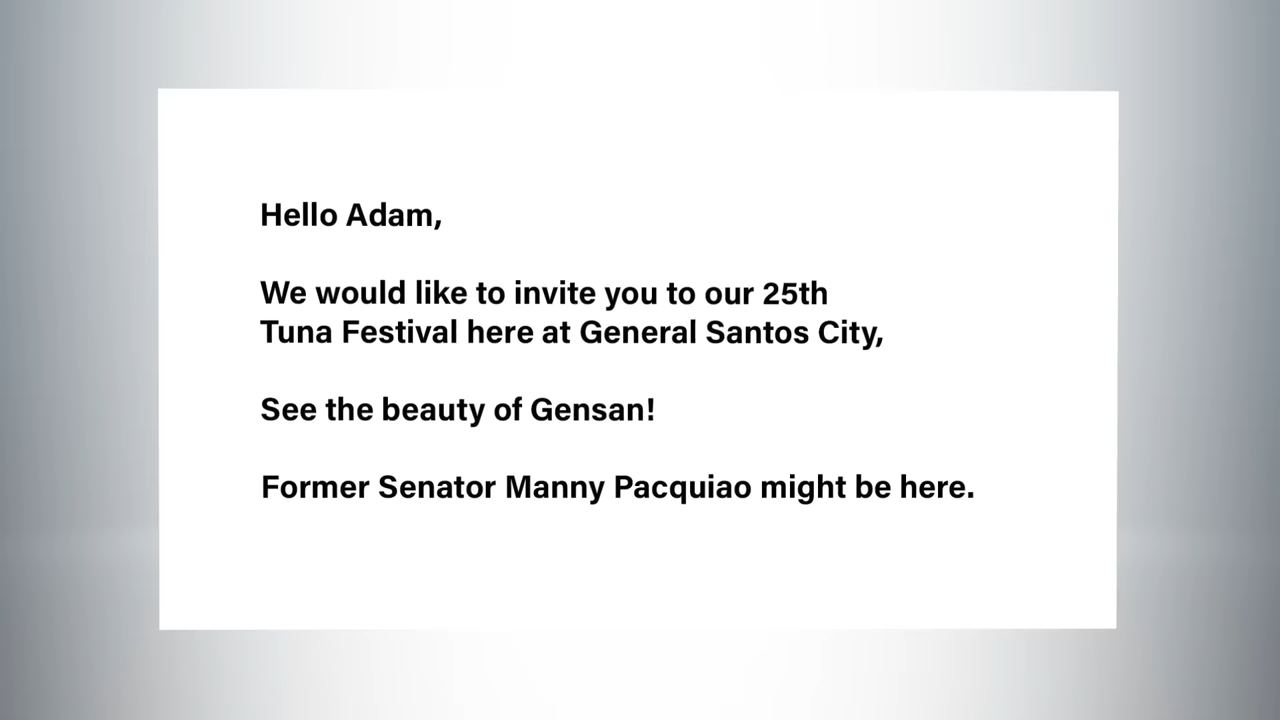 Hello Adam,
We would like to invite you to our 25th
Tuna Festival here at General Santos City,
See the beauty of Gensan!
Former Senator Manny Pacquiao might be here.